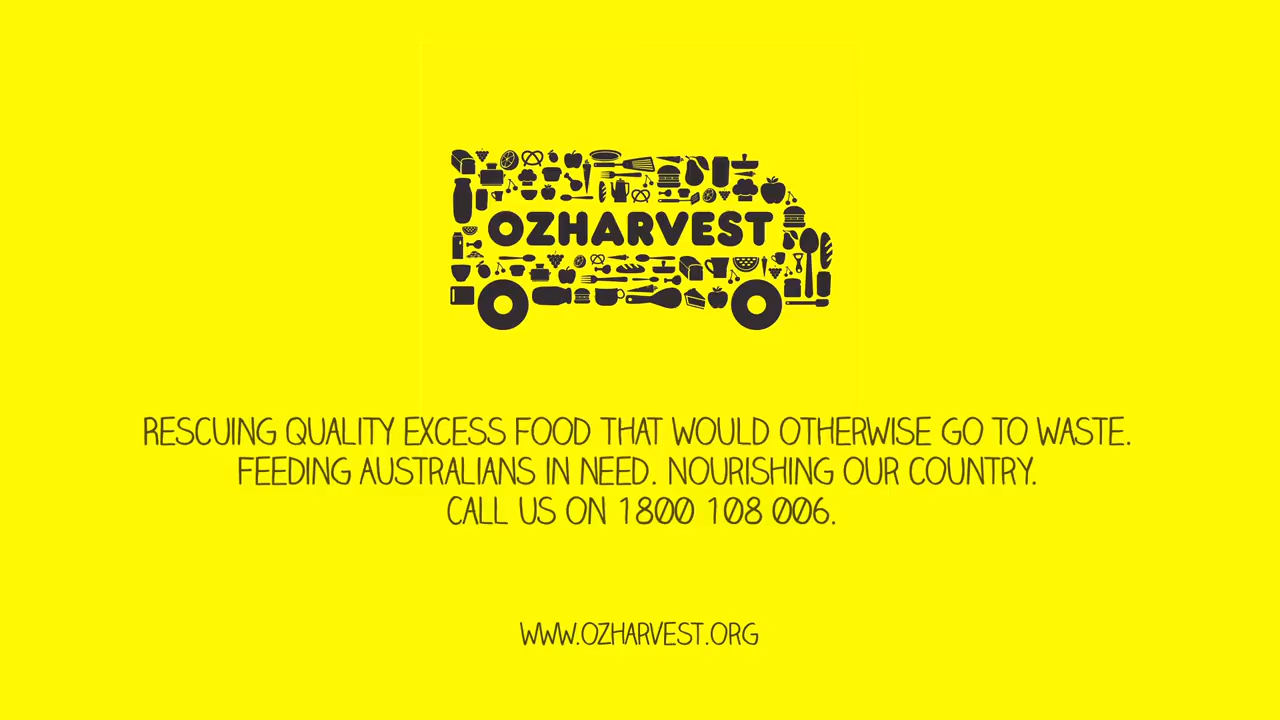 OZHARVEST
RESCUING QUALITY EXCESS FOOD THAT WOULD OTHERWISE GO TO WASTE.
FEEDING AUSTRALIANS IN NEED. NOURISHING OUR COUNTRY.
CALL US ON 1800 108 006.
WWW.OZHARVEST.ORG